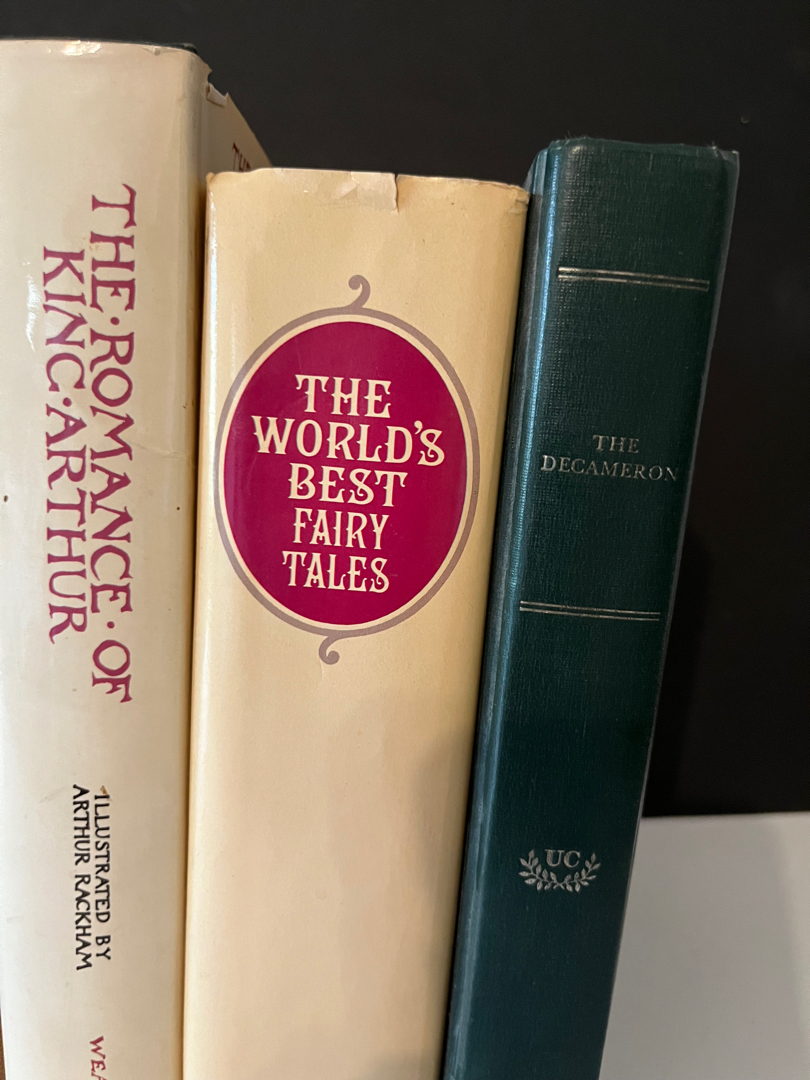 THE·ROMANCE·OF
KING·ARTHUR
ILLUSTRATED BY
ARTHUR RACKHAM
THE
WORLD'S
BEST
FAIRY
TALES
THE
DECAMERON
UC